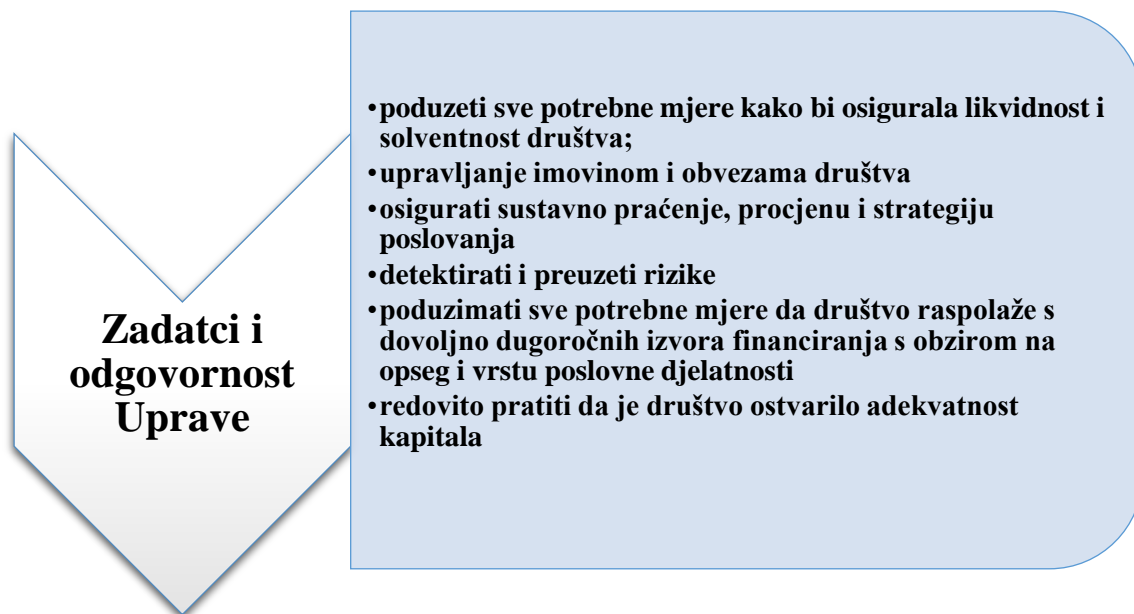 Zadatci i
odgovornost
Uprave
•poduzeti sve potrebne mjere kako bi osigurala likvidnost i
solventnost društva;
•upravljanje imovinom i obvezama društva
•osigurati sustavno praćenje, procjenu i strategiju
poslovanja
•detektirati i preuzeti rizike
•poduzimati sve potrebne mjere da društvo raspolaže s
dovoljno dugoročnih izvora financiranja s obzirom na
opseg i vrstu poslovne djelatnosti
•redovito pratiti da je društvo ostvarilo adekvatnost
kapitala